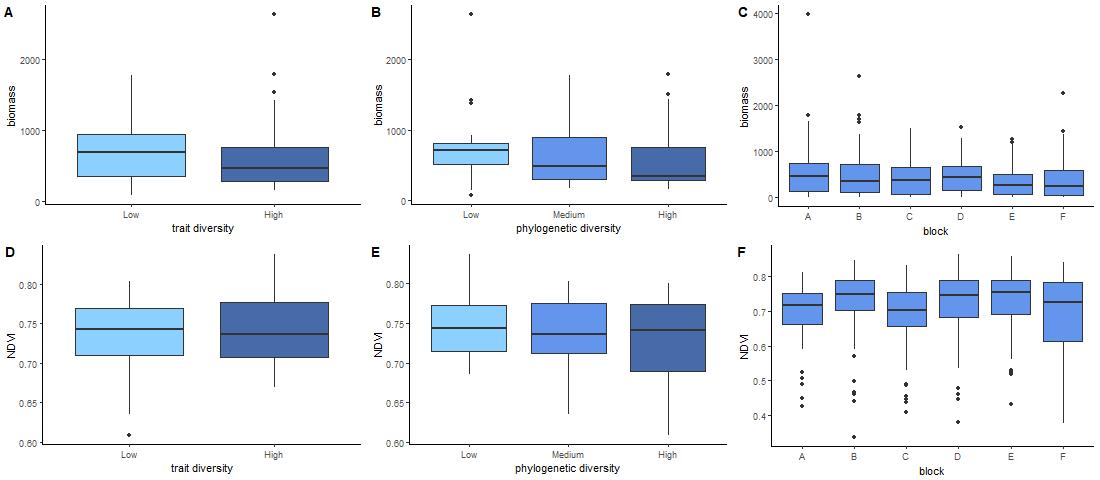 A
biomass
2000
1000
0
Low
High
trait diversity
B
biomass
2000
1000
0
Low
Medium
High
phylogenetic diversity
C
biomass
4000
3000
2000
1000
0
A
B
C
D
E
F
block
D
NDVI
0.80
0.75
0.70
0.65
0.60
Low
High
trait diversity
E
NDVI
0.80
0.75
0.70
0.65
0.60
Low
Medium
High
phylogenetic diversity
F
NDVI
0.8
0.7
0.6
0.5
0.4
A
B
C
D
E
F
block